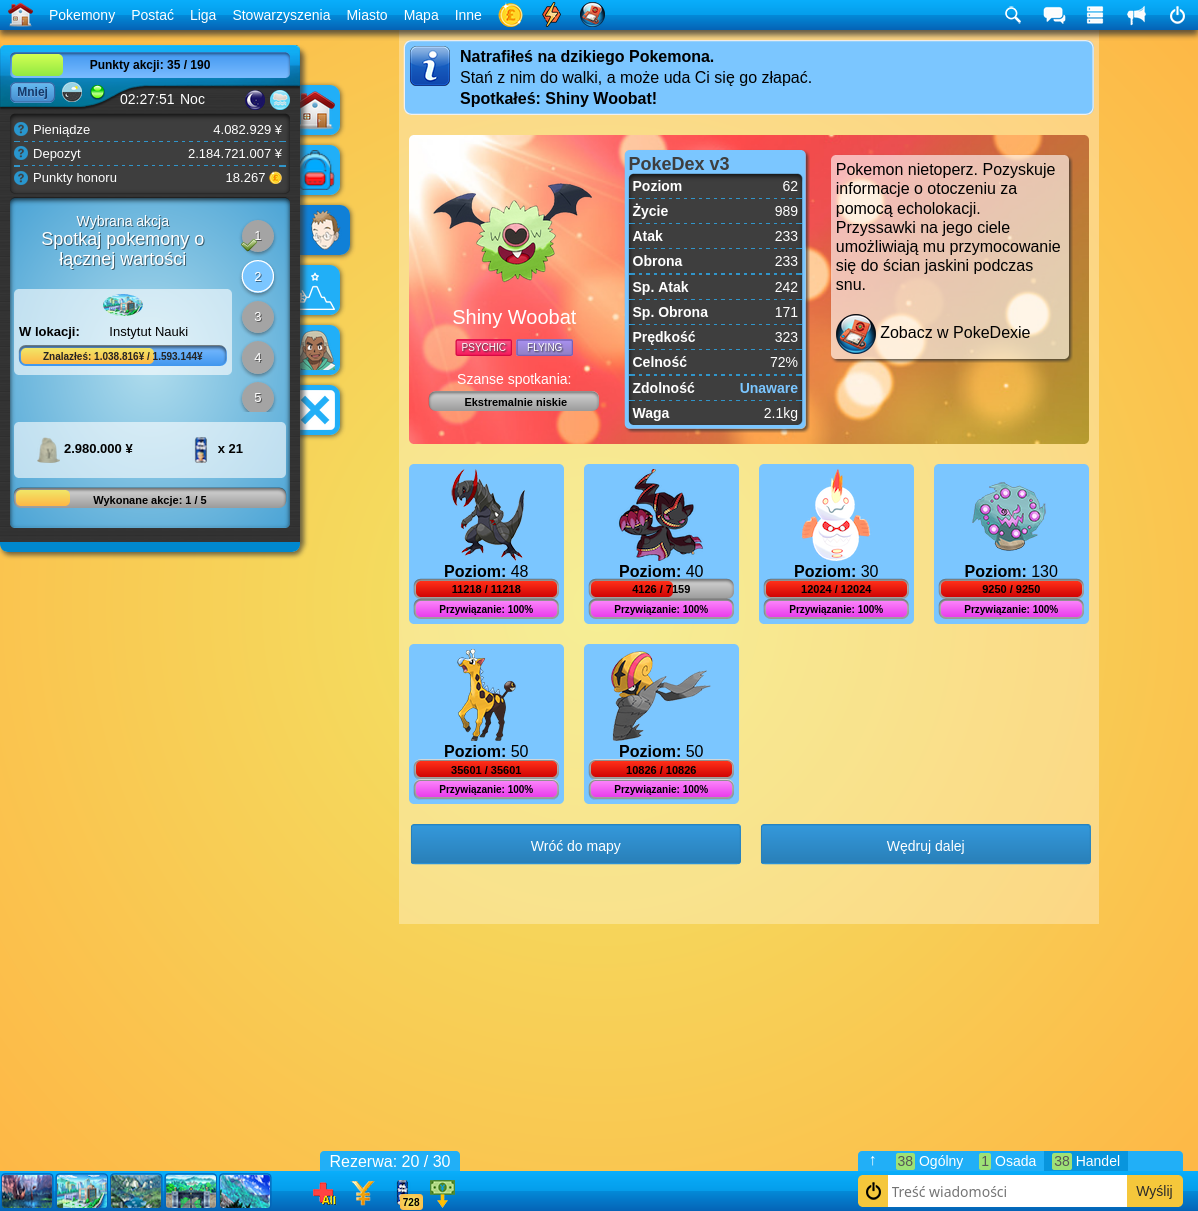 Pokemony Postać Liga Stowarzyszenia Miasto Mapa Inne
Punkty akcji: 35 / 190
Mniej
02:27:51 Noc
Pieniądze 4.082.929 ¥
Depozyt 2.184.721.007 ¥
Punkty honoru 18.267
Wybrana akcja
Spotkaj pokemony o
łącznej wartości
1
2
3
4
5
W lokacji: Instytut Nauki
Znalazłeś: 1.038.816¥ / 1.593.144¥
2.980.000 ¥ x 21
Wykonane akcje: 1 / 5
Natrafiłeś na dzikiego Pokemona.
Stań z nim do walki, a może uda Ci się go złapać.
Spotkałeś: Shiny Woobat!
Shiny Woobat
PSYCHIC FLYING
Szanse spotkania:
Ekstremalnie niskie
PokeDex v3
Poziom 62
Życie 989
Atak 233
Obrona 233
Sp. Atak 242
Sp. Obrona 171
Prędkość 323
Celność 72%
Zdolność Unaware
Waga 2.1kg
Pokemon nietoperz. Pozyskuje
informacje o otoczeniu za
pomocą echolokacji.
Przyssawki na jego ciele
umożliwiają mu przymocowanie
się do ścian jaskini podczas
snu.
Zobacz w PokeDexie
Poziom: 48
11218 / 11218
Przywiązanie: 100%
Poziom: 40
4126 / 7159
Przywiązanie: 100%
Poziom: 30
12024 / 12024
Przywiązanie: 100%
Poziom: 130
9250 / 9250
Przywiązanie: 100%
Poziom: 50
35601 / 35601
Przywiązanie: 100%
Poziom: 50
10826 / 10826
Przywiązanie: 100%
Wróć do mapy
Wędruj dalej
Rezerwa: 20 / 30
All
728
↑ 38 Ogólny 1 Osada 38 Handel
Treść wiadomości Wyślij